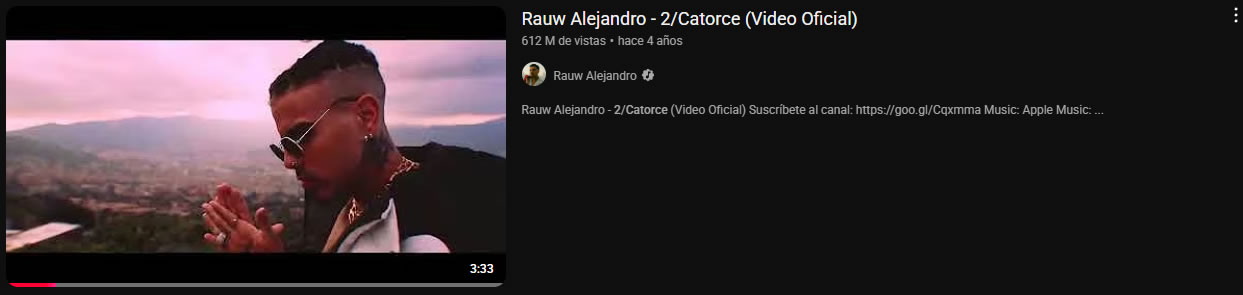 Rauw Alejandro - 2/Catorce (Video Oficial)
612 M de vistas • hace 4 años
Rauw Alejandro
Rauw Alejandro - 2/Catorce (Video Oficial) Suscríbete al canal: https://goo.gl/Cqxmma Music: Apple Music: ...
3:33